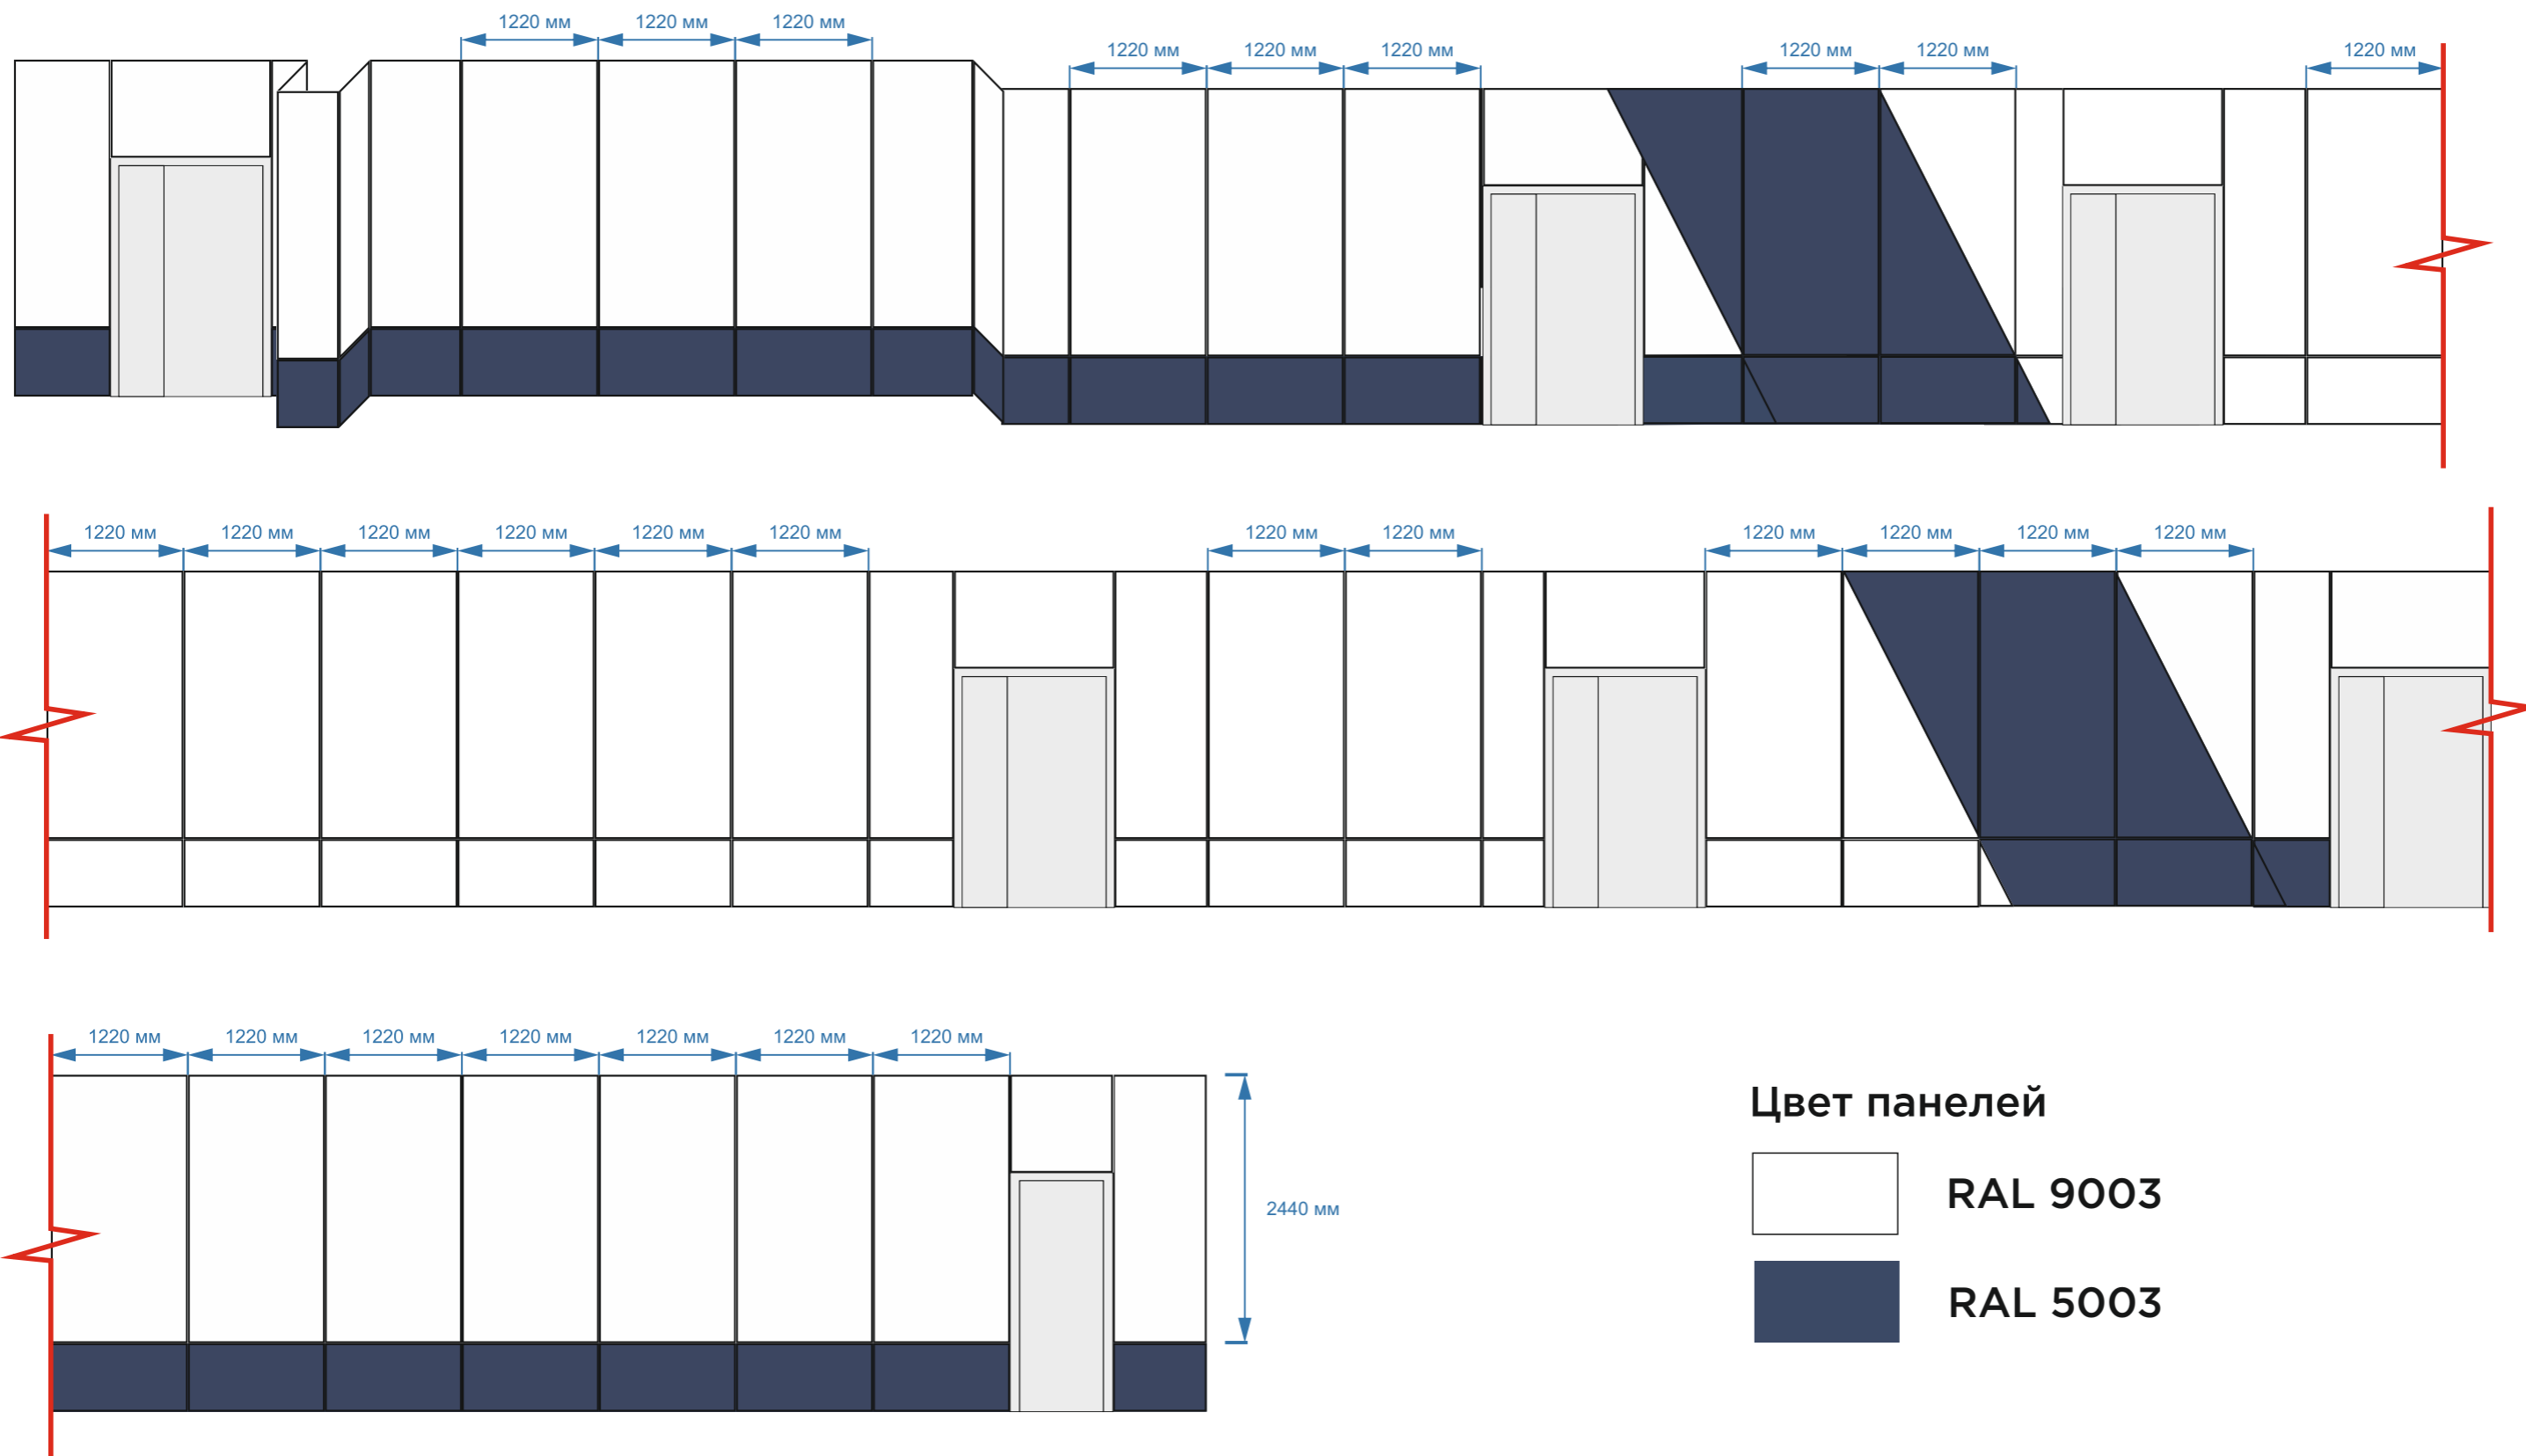 1220 мм 1220 мм 1220 мм
1220 мм 1220 мм 1220 мм 1220 мм 1220 мм 1220 мм
1220 мм 1220 мм 1220 мм 1220 мм 1220 мм 1220 мм 1220 мм 1220 мм 1220 мм 1220 мм 1220 мм 1220 мм
1220 мм 1220 мм 1220 мм 1220 мм 1220 мм 1220 мм 1220 мм
2440 мм
Цвет панелей
RAL 9003
RAL 5003